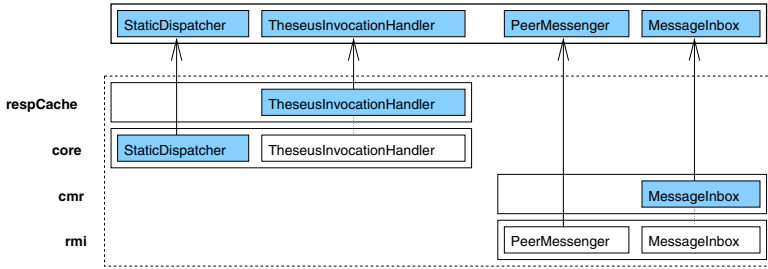 StaticDispatcher TheseusInvocationHandler PeerMessenger MessageInbox
respCache TheseusInvocationHandler
core StaticDispatcher TheseusInvocationHandler
cmr MessageInbox
rmi PeerMessenger MessageInbox